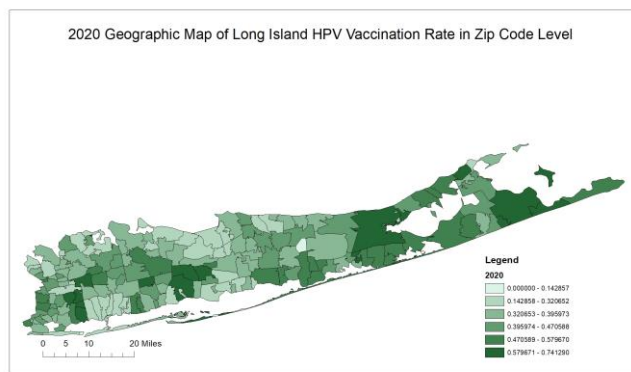 2020 Geographic Map of Long Island HPV Vaccination Rate in Zip Code Level
0 5 10 20 Miles
Legend
2020
0.000000 - 0.142857
0.142858 - 0.320652
0.320653 - 0.395973
0.395974 - 0.470588
0.470589 - 0.579670
0.579671 - 0.741290